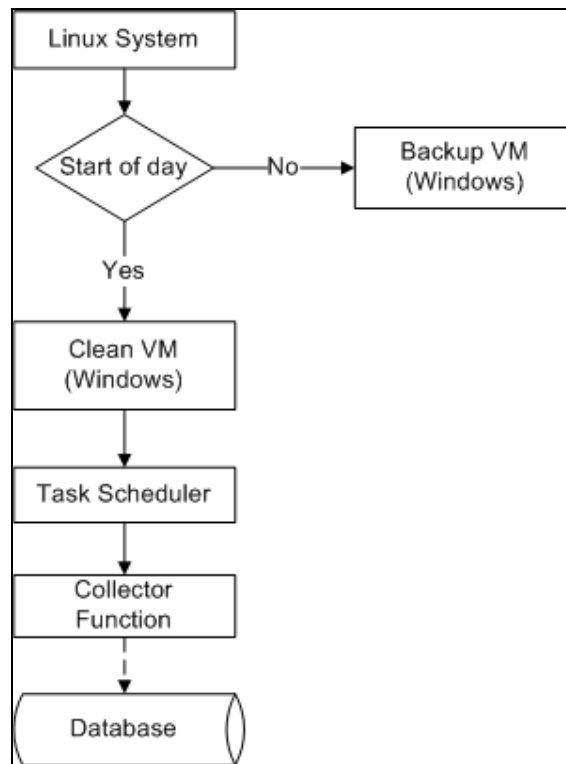 Linux System
Start of day
No
Backup VM
(Windows)
Yes
Clean VM
(Windows)
Task Scheduler
Collector
Function
Database